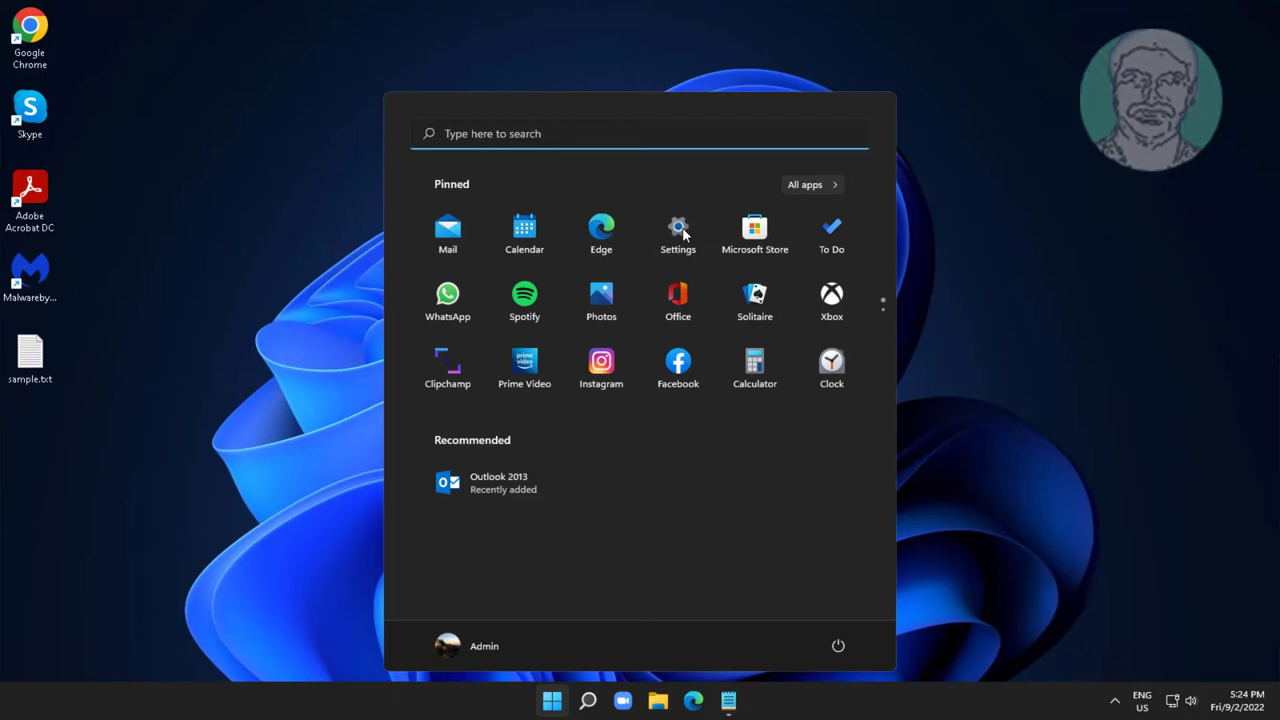 Google
Chrome
Skype
Adobe
Acrobat DC
Malwareby...
sample.txt
Type here to search
Pinned
All apps
Mail
Calendar
Edge
Settings
Microsoft Store
To Do
WhatsApp
Spotify
Photos
Office
Solitaire
Xbox
prime
video
Clipchamp
Prime Video
Instagram
Facebook
Calculator
Clock
Recommended
Outlook 2013
Recently added
Admin
ENG
US
5:24 PM
Fri/9/2/2022